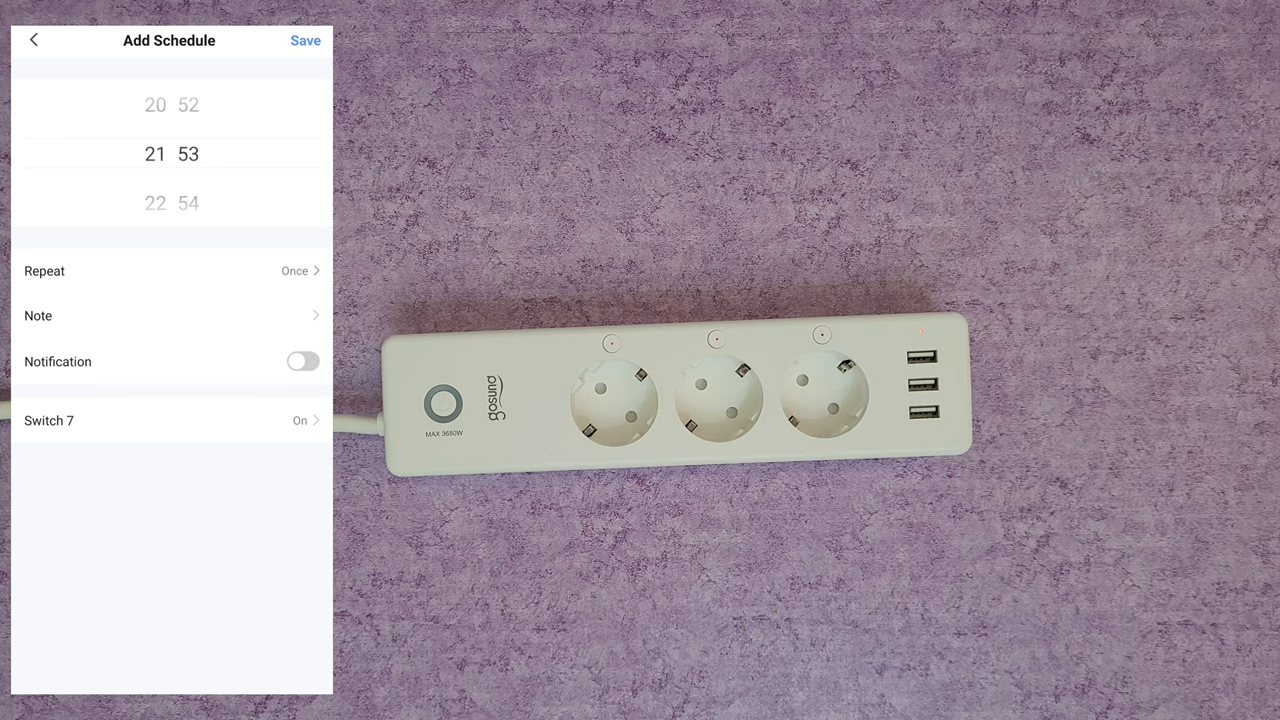 Add Schedule
Save
20 52
21 53
22 54
Repeat
Once
Note
Notification
Switch 7
On
gosund
MAX 3680W